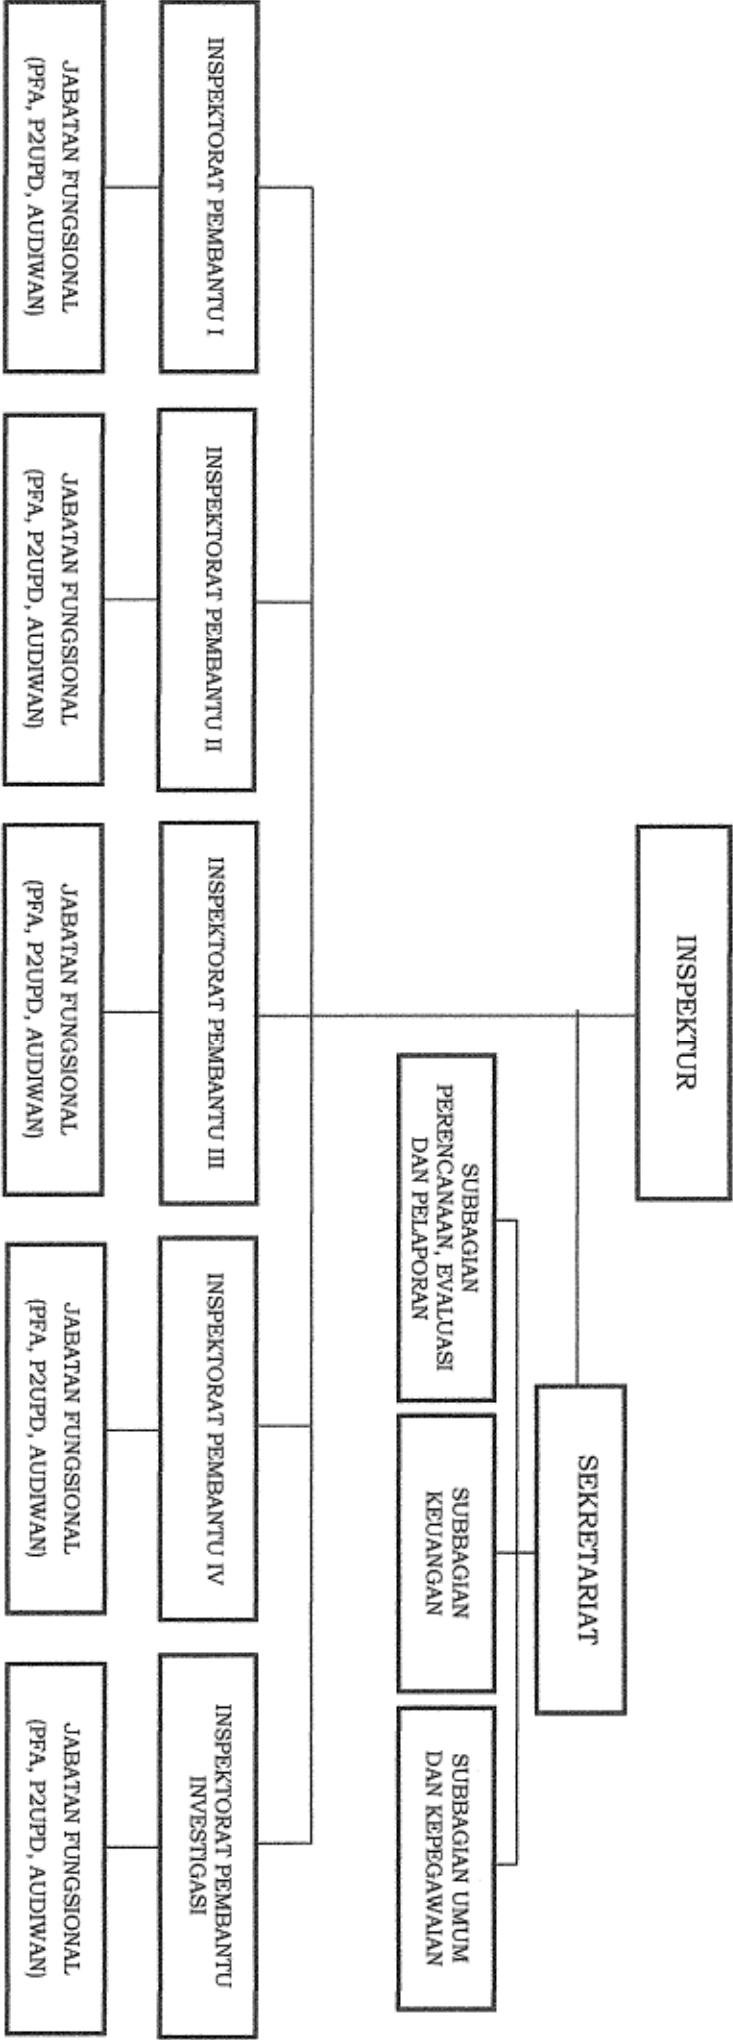 INSPEKTUR
SEKRETARIAT
SUBBAGIAN
PERENCANAAN, EVALUASI
DAN PELAPORAN
SUBBAGIAN
KEUANGAN
SUBBAGIAN UMUM
DAN KEPEGAWAIAN
INSPEKTORAT PEMBANTU I
INSPEKTORAT PEMBANTU II
INSPEKTORAT PEMBANTU III
INSPEKTORAT PEMBANTU IV
INSPEKTORAT PEMBANTU
INVESTIGASI
JABATAN FUNGSIONAL
(PFA, P2UPD, AUDIWAN)
JABATAN FUNGSIONAL
(PFA, P2UPD, AUDIWAN)
JABATAN FUNGSIONAL
(PFA, P2UPD, AUDIWAN)
JABATAN FUNGSIONAL
(PFA, P2UPD, AUDIWAN)
JABATAN FUNGSIONAL
(PFA, P2UPD, AUDIWAN)